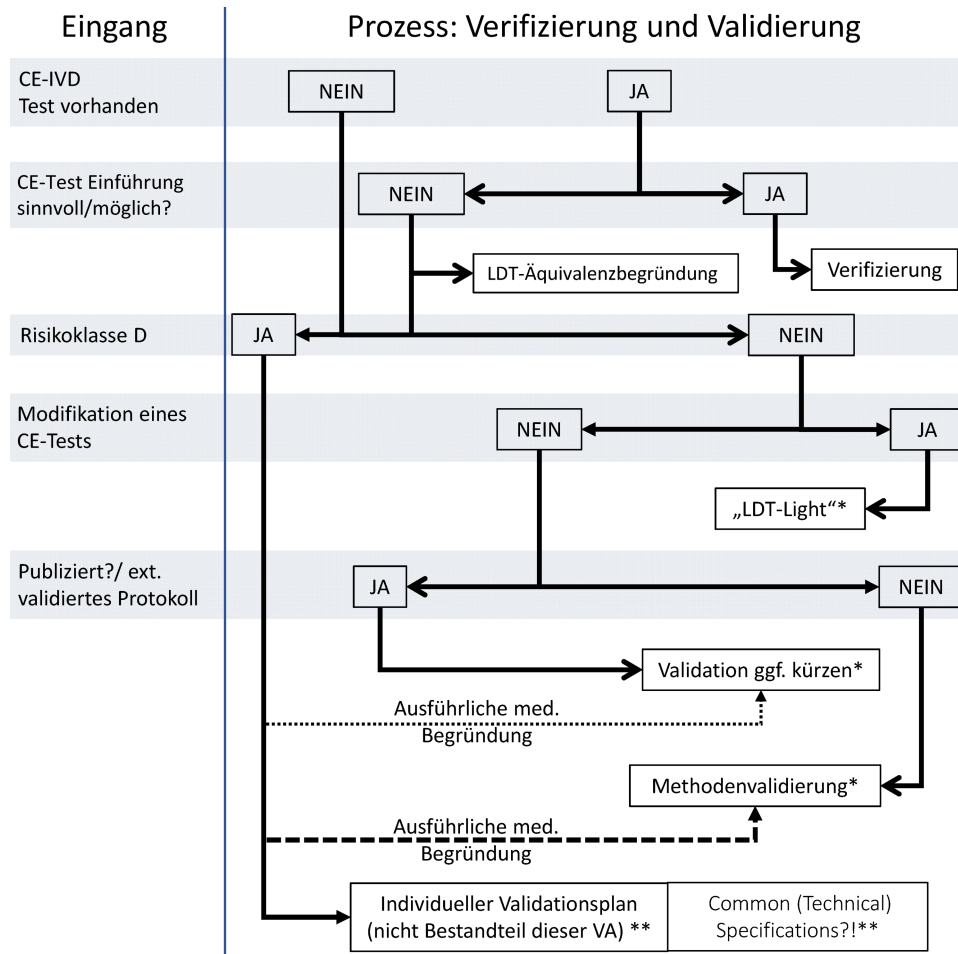 Eingang
Prozess: Verifizierung und Validierung
CE-IVD
Test vorhanden
NEIN
JA
CE-Test Einführung
sinnvoll/möglich?
NEIN
JA
LDT-Äquivalenzbegründung
Verifizierung
Risikoklasse D
JA
NEIN
Modifikation eines
CE-Tests
NEIN
JA
„LDT-Light“*
Publiziert?/ ext.
validiertes Protokoll
JA
NEIN
Validation ggf. kürzen*
Ausführliche med.
Begründung
Methodenvalidierung*
Ausführliche med.
Begründung
Individueller Validationsplan
(nicht Bestandteil dieser VA) **
Common (Technical)
Specifications?!**